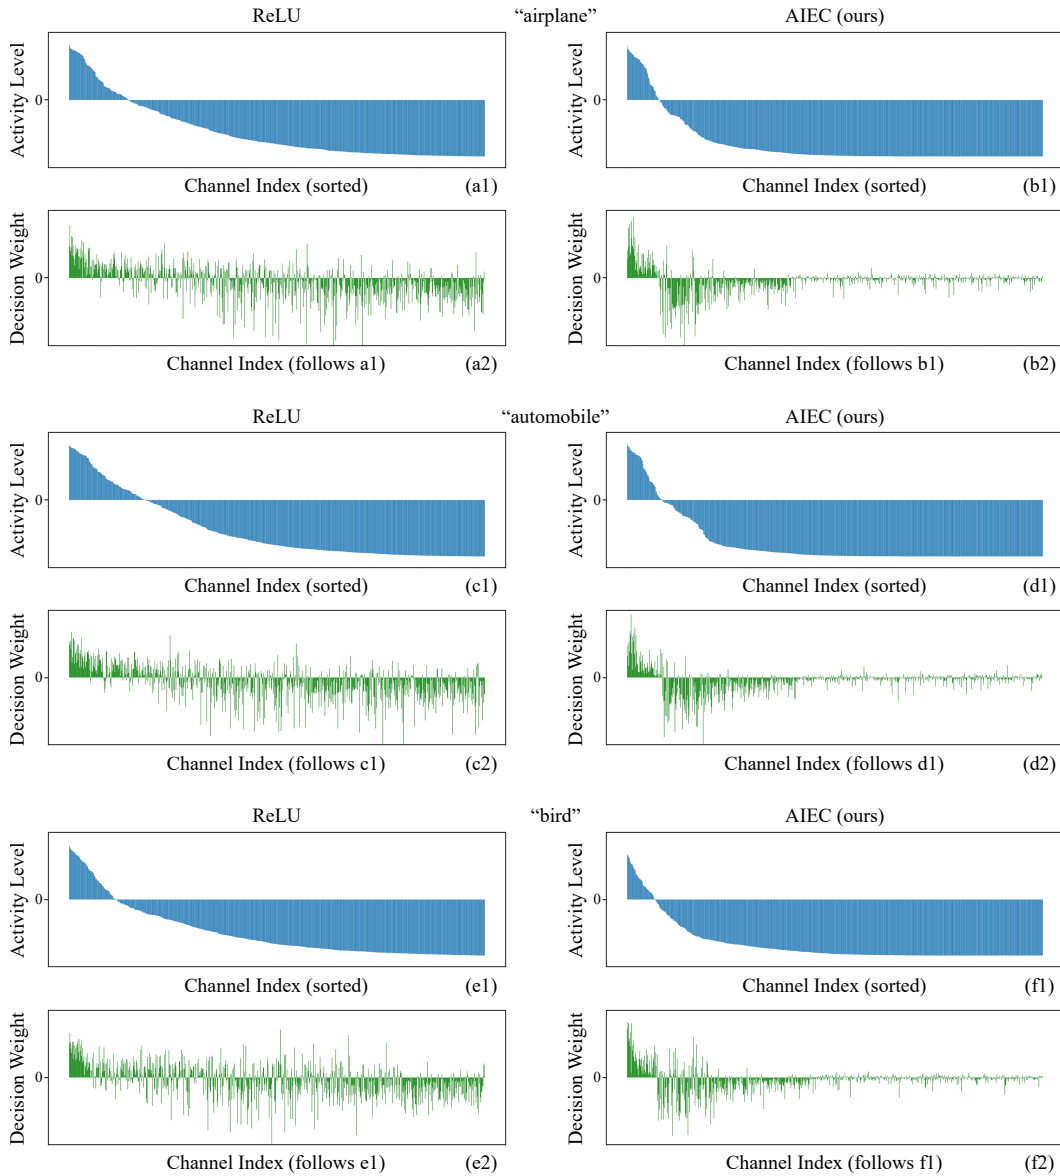 ReLU “airplane” AIEC (ours)
Activity Level 0 Activity Level 0
Channel Index (sorted) (a1) Channel Index (sorted) (b1)
Decision Weight 0 Decision Weight 0
Channel Index (follows a1) (a2) Channel Index (follows b1) (b2)
ReLU “automobile” AIEC (ours)
Activity Level 0 Activity Level 0
Channel Index (sorted) (c1) Channel Index (sorted) (d1)
Decision Weight 0 Decision Weight 0
Channel Index (follows c1) (c2) Channel Index (follows d1) (d2)
ReLU “bird” AIEC (ours)
Activity Level 0 Activity Level 0
Channel Index (sorted) (e1) Channel Index (sorted) (f1)
Decision Weight 0 Decision Weight 0
Channel Index (follows e1) (e2) Channel Index (follows f1) (f2)